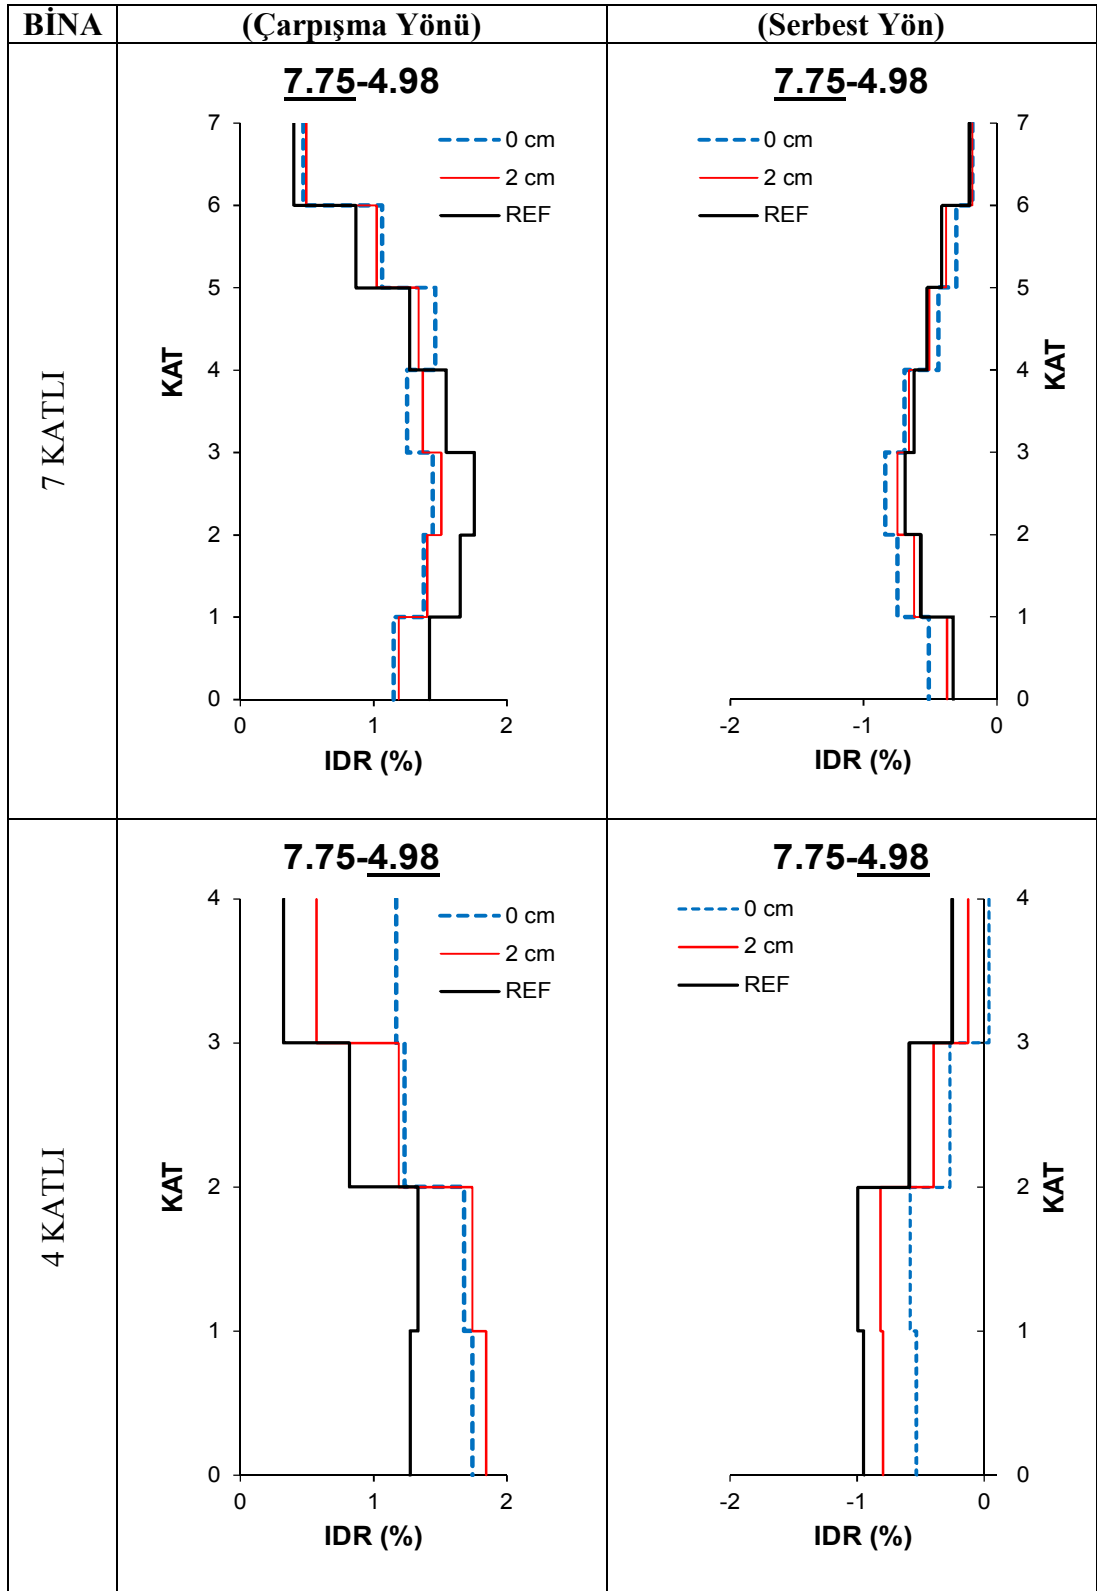 BİNA
(Çarpışma Yönü)
(Serbest Yön)
7 KATLI
7.75-4.98
7
6
5
4
3
2
1
0
KAT
0 cm
2 cm
REF
0 1 2
IDR (%)
7.75-4.98
0 cm
2 cm
REF
7
6
5
4
3
2
1
0
KAT
-2 -1 0
IDR (%)
4 KATLI
7.75-4.98
4
3
2
1
0
KAT
0 cm
2 cm
REF
0 1 2
IDR (%)
7.75-4.98
0 cm
2 cm
REF
4
3
2
1
0
KAT
-2 -1 0
IDR (%)